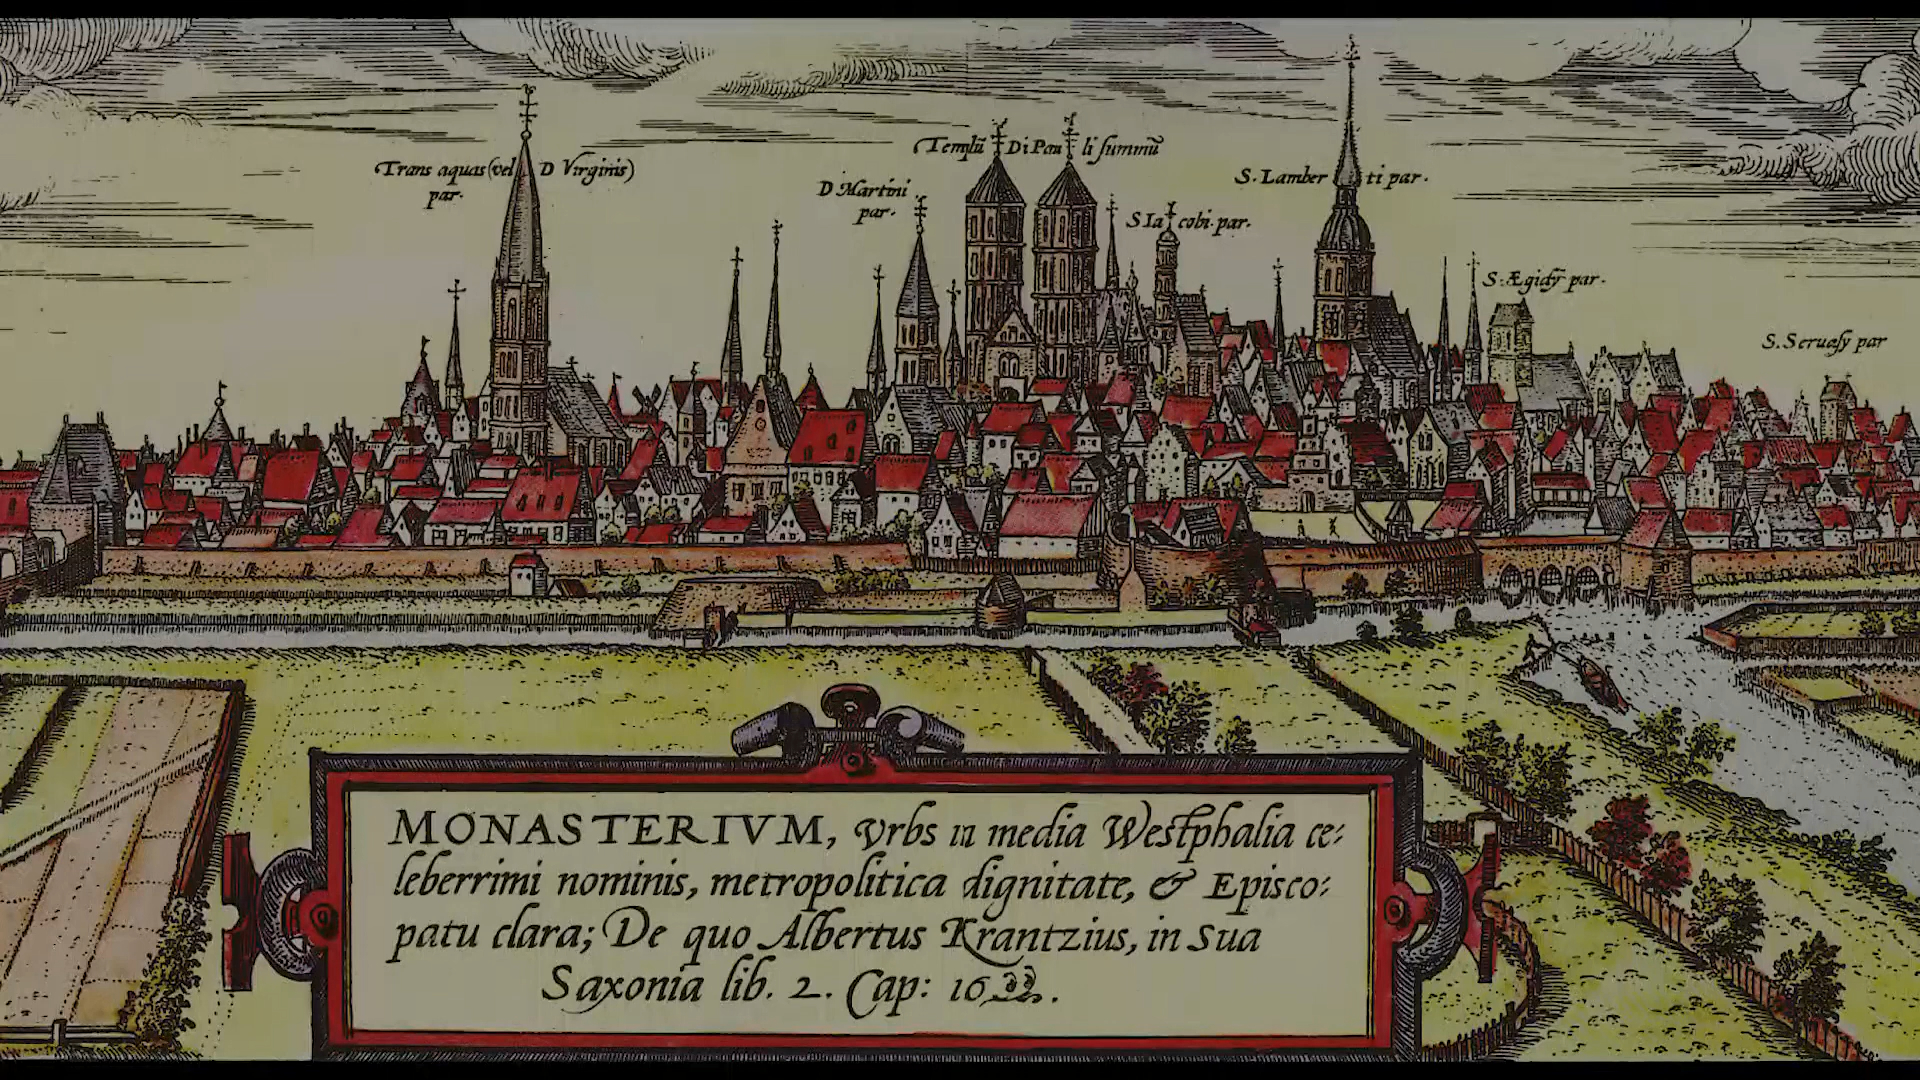 Trans aquas (vel D Virginis)
par.
D Martini
par.
Templũ Di Pau li summũ
S Ia cobi. par.
S. Lamber ti par.
S. Ægidÿ par.
S. Seruasÿ par
MONASTERIVM, Vrbs in media Westphalia ce:
leberrimi nominis, metropolitica dignitate, & Episco:
patu clara; De quo Albertus Krantzius, in sua
Saxonia lib. 2. Cap: